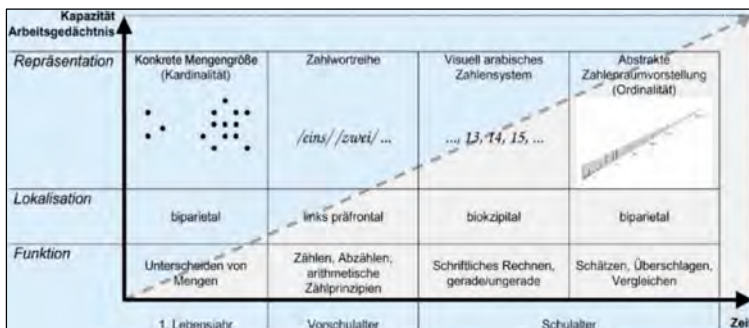 Kapazität
Arbeitsgedächtnis
Repräsentation
Konkrete Mengengröße
(Kardinalität)
Zahlwortreihe
/eins/ /zwei/ ...
Visuell arabisches
Zahlensystem
..., 13, 14, 15, ...
Abstrakte
Zahlenraumvorstellung
(Ordinalität)
Lokalisation
biparietal
links präfrontal
biokzipital
biparietal
Funktion
Unterscheiden von
Mengen
Zählen, Abzählen,
arithmetische
Zählprinzipien
Schriftliches Rechnen,
gerade/ungerade
Schätzen, Überschlagen,
Vergleichen
1. Lebensjahr
Vorschulalter
Schulalter
Zeit